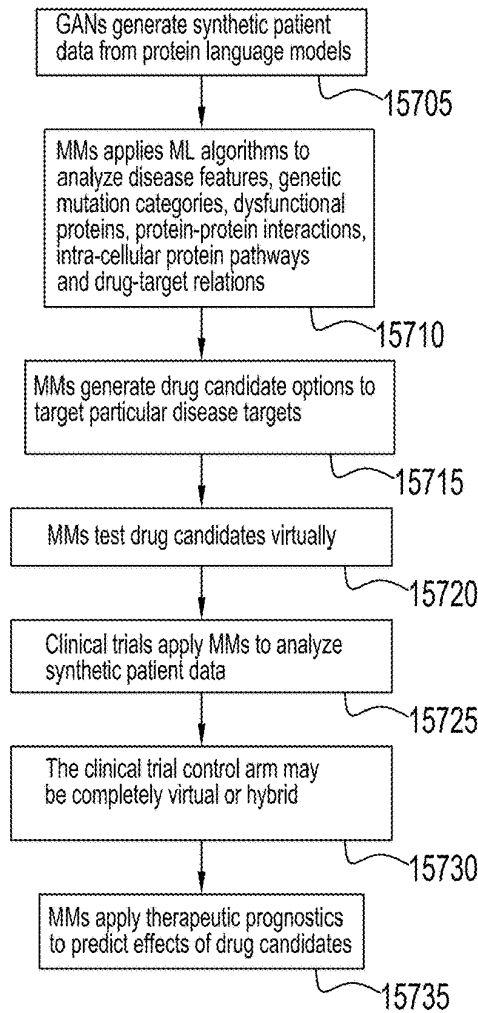 GANs generate synthetic patient
data from protein language models
15705
MMs applies ML algorithms to
analyze disease features, genetic
mutation categories, dysfunctional
proteins, protein-protein interactions,
intra-cellular protein pathways
and drug-target relations
15710
MMs generate drug candidate options to
target particular disease targets
15715
MMs test drug candidates virtually
15720
Clinical trials apply MMs to analyze
synthetic patient data
15725
The clinical trial control arm may
be completely virtual or hybrid
15730
MMs apply therapeutic prognostics
to predict effects of drug candidates
15735